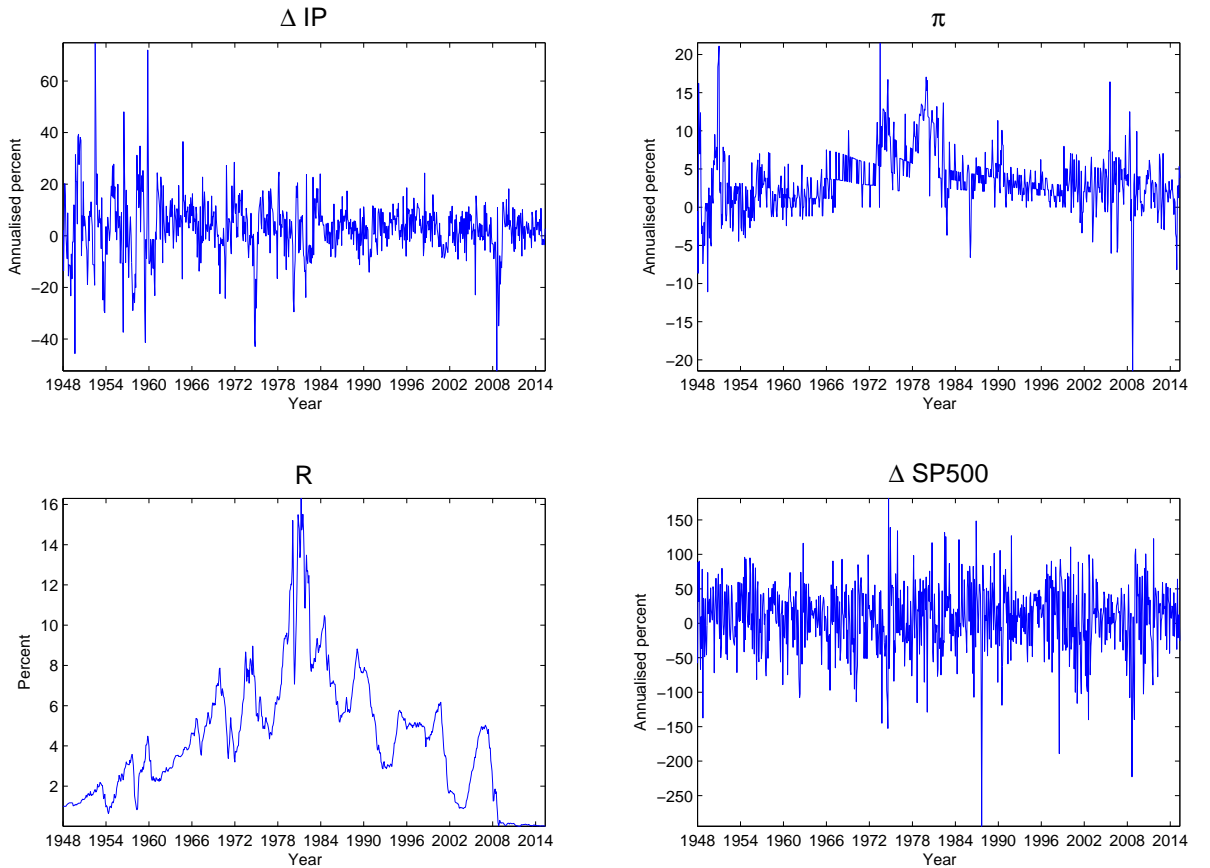 Δ IP
Annualised percent
60
40
20
0
−20
−40
1948 1954 1960 1966 1972 1978 1984 1990 1996 2002 2008 2014
Year
π
Annualised percent
20
15
10
5
0
−5
−10
−15
−20
1948 1954 1960 1966 1972 1978 1984 1990 1996 2002 2008 2014
Year
R
Percent
16
14
12
10
8
6
4
2
1948 1954 1960 1966 1972 1978 1984 1990 1996 2002 2008 2014
Year
Δ SP500
Annualised percent
150
100
50
0
−50
−100
−150
−200
−250
1948 1954 1960 1966 1972 1978 1984 1990 1996 2002 2008 2014
Year